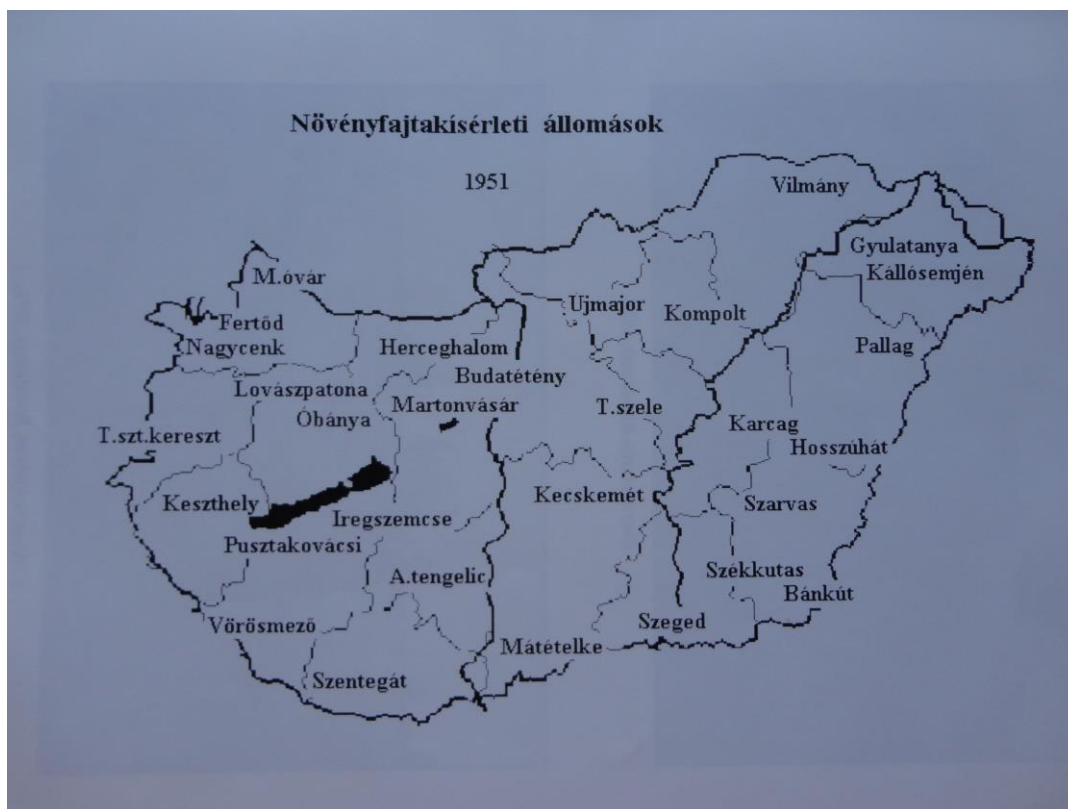 Növényfajtakísérleti állomások
1951
Vilmány
Gyulatanya
Kállósemjén
M.óvár
Ujmajor
Kompolt
Fertőd
Nagycenk
Herceghalom
Pallag
Budatétény
Lovászpatona
Martonvásár
T.szele
Óbánya
Karcag
T.szt.kereszt
Hosszúhát
Keszthely
Kecskemét
Szarvas
Iregszemcse
Pusztakovácsi
A.tengelic
Székkutas
Bánkút
Vörösmező
Szeged
Mátételke
Szentegát